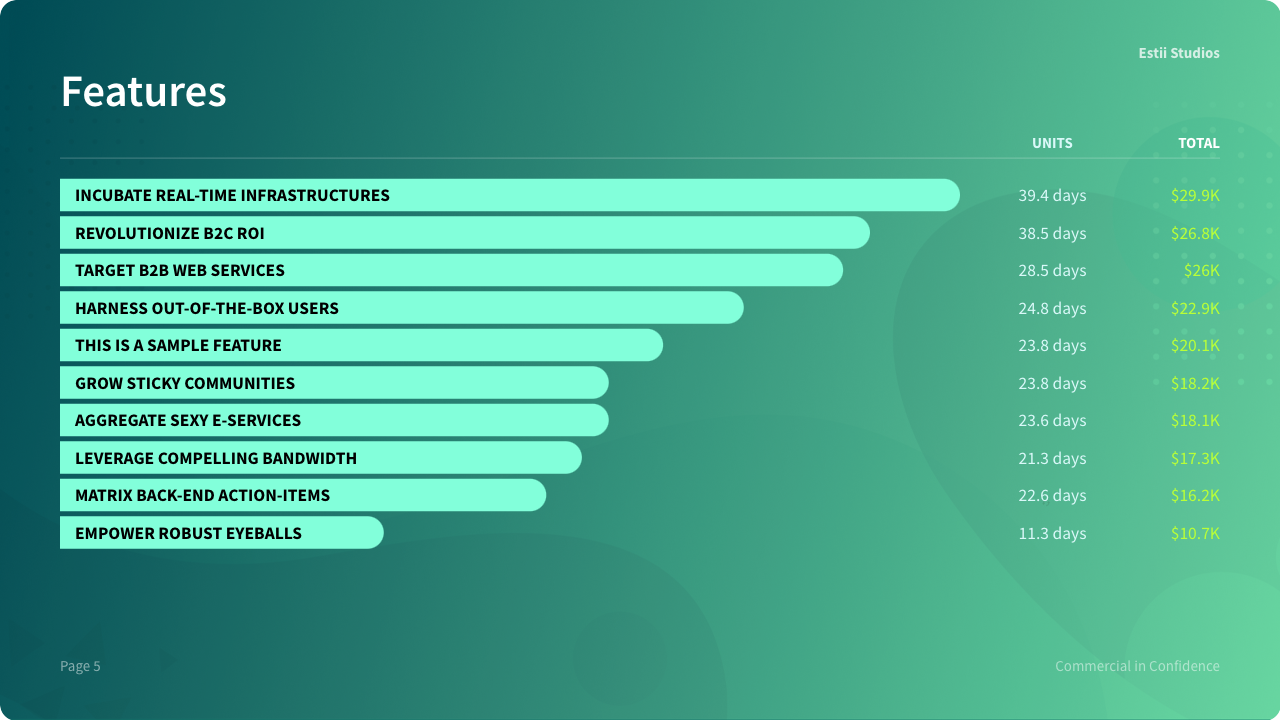 Estii Studios
Features
UNITS TOTAL
INCUBATE REAL-TIME INFRASTRUCTURES 39.4 days $29.9K
REVOLUTIONIZE B2C ROI 38.5 days $26.8K
TARGET B2B WEB SERVICES 28.5 days $26K
HARNESS OUT-OF-THE-BOX USERS 24.8 days $22.9K
THIS IS A SAMPLE FEATURE 23.8 days $20.1K
GROW STICKY COMMUNITIES 23.8 days $18.2K
AGGREGATE SEXY E-SERVICES 23.6 days $18.1K
LEVERAGE COMPELLING BANDWIDTH 21.3 days $17.3K
MATRIX BACK-END ACTION-ITEMS 22.6 days $16.2K
EMPOWER ROBUST EYEBALLS 11.3 days $10.7K
Page 5 Commercial in Confidence